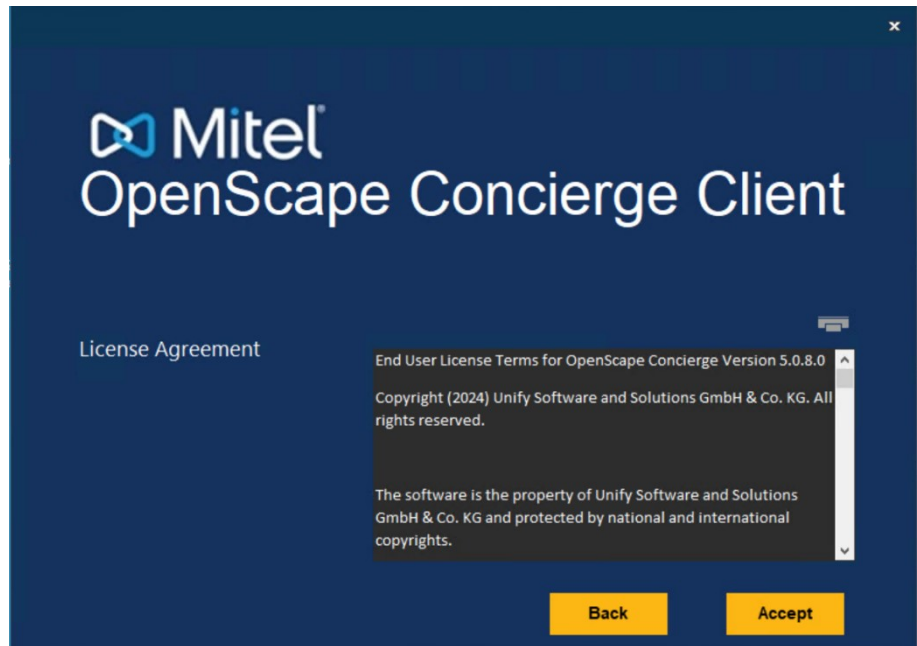 Mitel®
OpenScape Concierge Client
License Agreement
End User License Terms for OpenScape Concierge Version 5.0.8.0
Copyright (2024) Unify Software and Solutions GmbH & Co. KG. All
rights reserved.
The software is the property of Unify Software and Solutions
GmbH & Co. KG and protected by national and international
copyrights.
Back
Accept